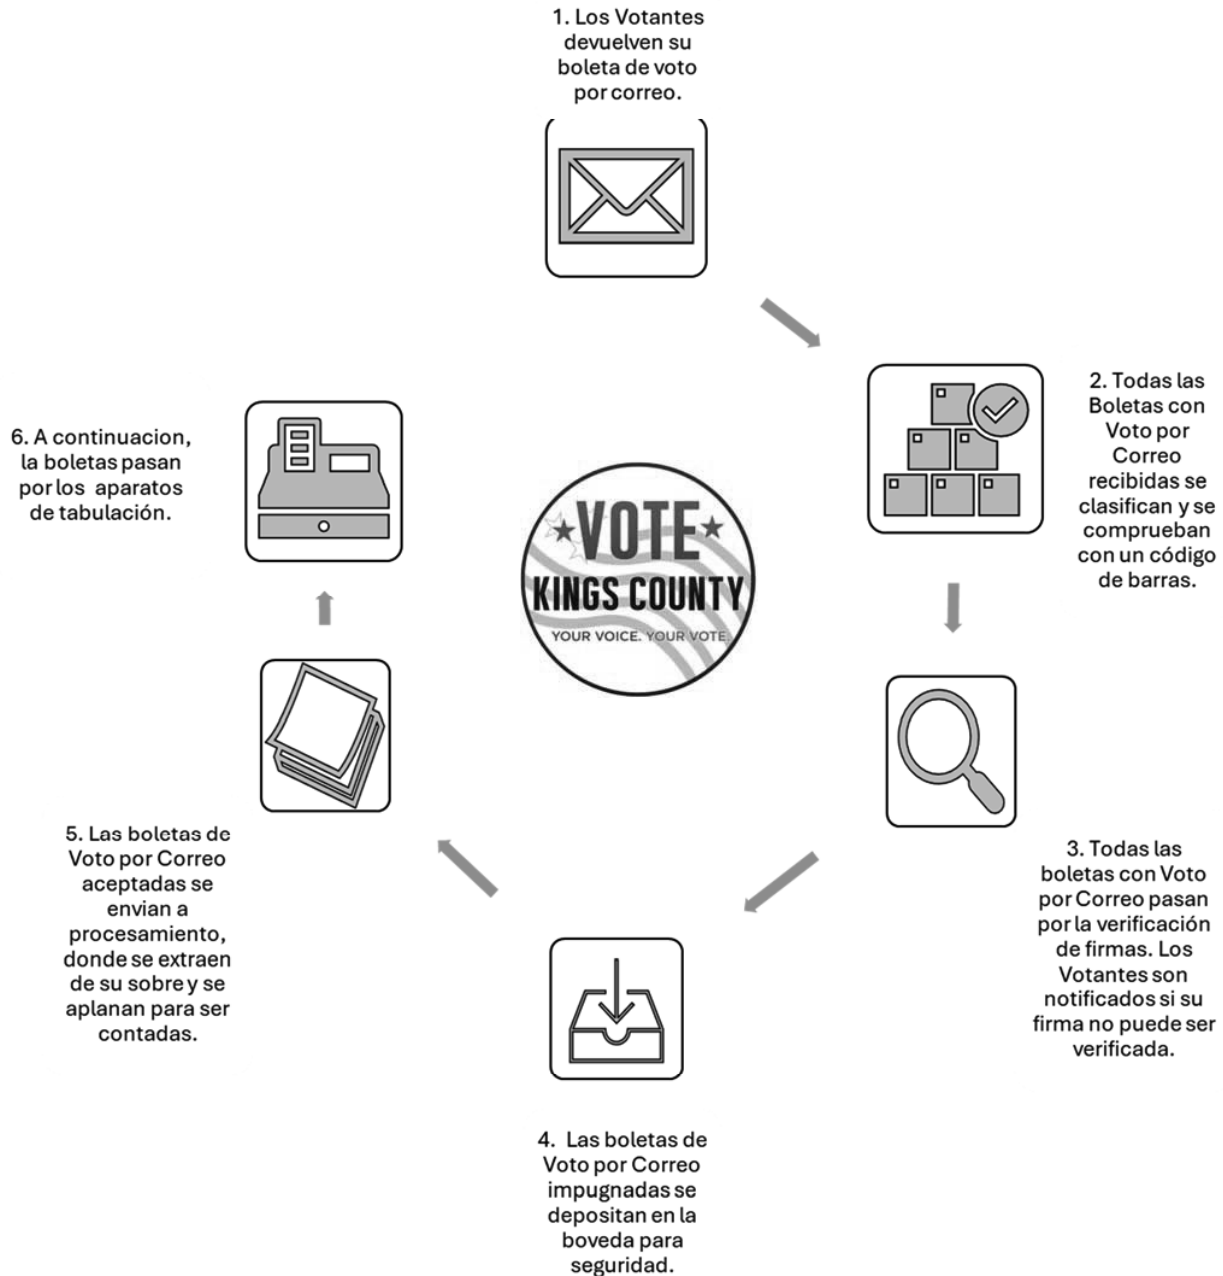 1. Los Votantes
devuelven su
boleta de voto
por correo.
2. Todas las
Boletas con
Voto por
Correo
recibidas se
clasifican y se
comprueban
con un código
de barras.
3. Todas las
boletas con Voto
por Correo pasan
por la verificación
de firmas. Los
Votantes son
notificados si su
firma no puede ser
verificada.
4. Las boletas de
Voto por Correo
impugnadas se
depositan en la
boveda para
seguridad.
5. Las boletas de
Voto por Correo
aceptadas se
envian a
procesamiento,
donde se extraen
de su sobre y se
aplanan para ser
contadas.
6. A continuacion,
la boletas pasan
por los aparatos
de tabulación.
VOTE
KINGS COUNTY
YOUR VOICE. YOUR VOTE.